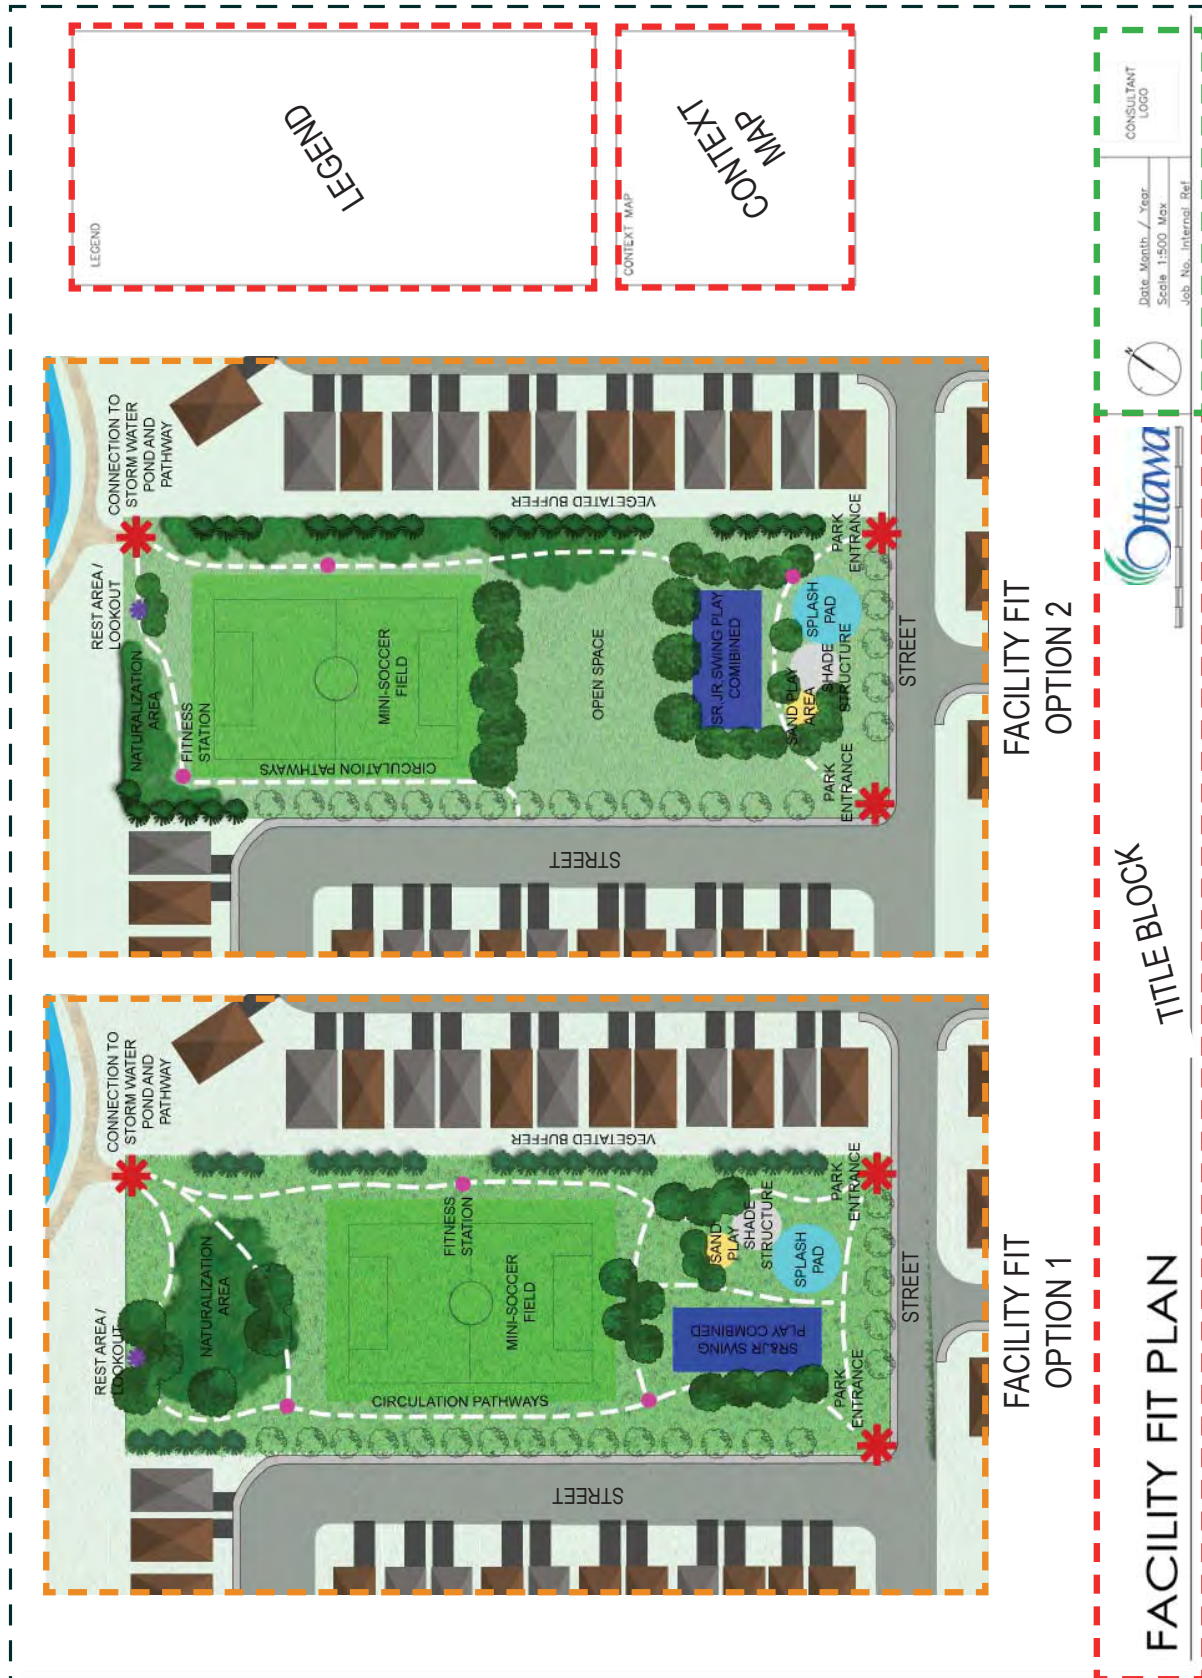 LEGEND
LEGEND
CONTEXT MAP
CONTEXT
MAP
CONNECTION TO
STORM WATER
POND AND
PATHWAY
REST AREA /
LOOKOUT
NATURALIZATION
AREA
FITNESS
STATION
MINI-SOCCER
FIELD
CIRCULATION PATHWAYS
VEGETATED BUFFER
OPEN SPACE
SR,JR,SWING PLAY
COMIBINED
SAND PLAY
AREA
SHADE
STRUCTURE
SPLASH
PAD
PARK
ENTRANCE
PARK
ENTRANCE
STREET
STREET
FACILITY FIT
OPTION 2
CONNECTION TO
STORM WATER
POND AND
PATHWAY
REST AREA /
LOOKOUT
NATURALIZATION
AREA
FITNESS
STATION
MINI-SOCCER
FIELD
CIRCULATION PATHWAYS
VEGETATED BUFFER
SAND
PLAY
SHADE
STRUCTURE
SPLASH
PAD
SR&JR SWING
PLAY COMBINED
PARK
ENTRANCE
PARK
ENTRANCE
STREET
STREET
FACILITY FIT
OPTION 1
FACILITY FIT PLAN
TITLE BLOCK
Ottawa
N
Date Month / Year
Scale 1:500 Max
Job No. Internal Ref
CONSULTANT
LOGO